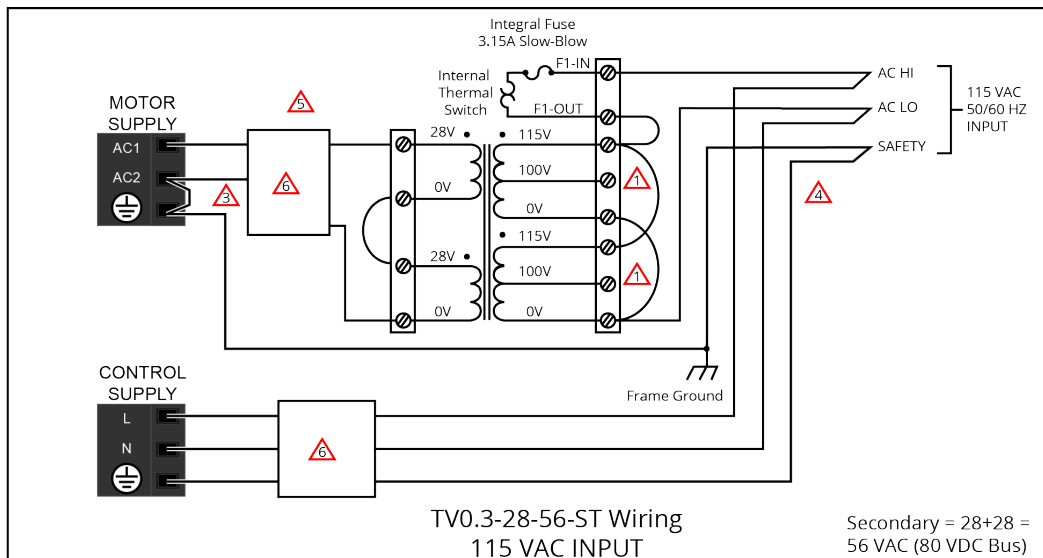 Integral Fuse
3.15A Slow-Blow
F1-IN
Internal
Thermal
Switch
F1-OUT
AC HI
AC LO
SAFETY
115 VAC
50/60 HZ
INPUT
MOTOR
SUPPLY
AC1
AC2
5
6
3
28V
0V
28V
0V
115V
100V
0V
115V
100V
0V
1
1
4
Frame Ground
CONTROL
SUPPLY
L
N
6
TV0.3-28-56-ST Wiring
115 VAC INPUT
Secondary = 28+28 =
56 VAC (80 VDC Bus)